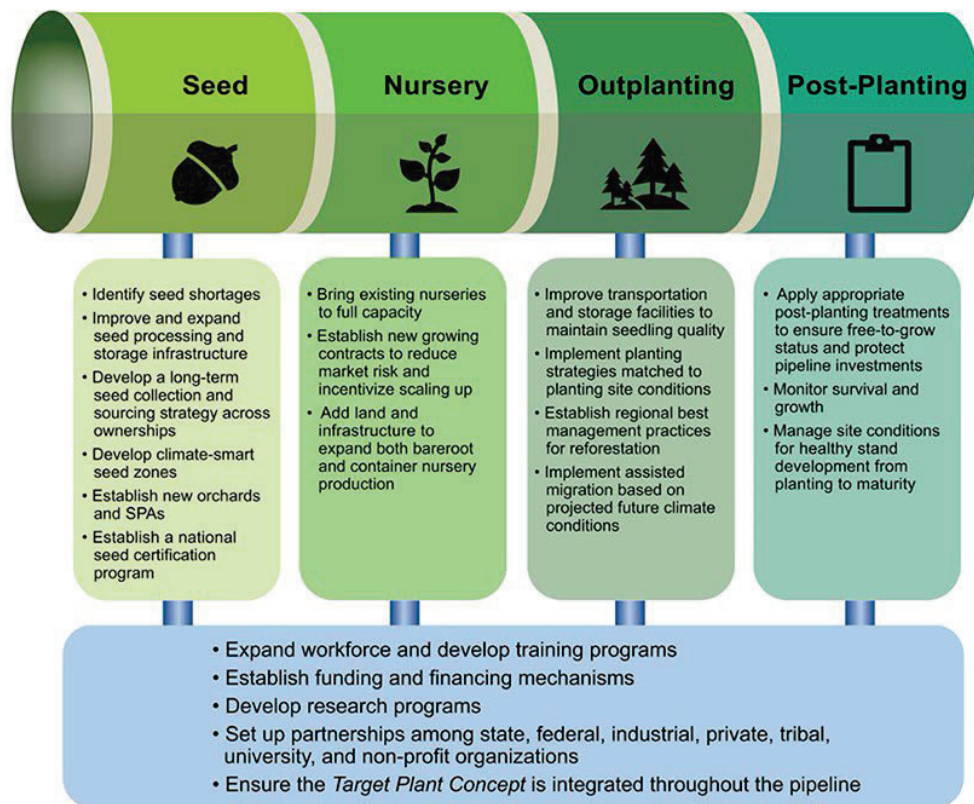 Seed
Nursery
Outplanting
Post-Planting
• Identify seed shortages
• Improve and expand
seed processing and
storage infrastructure
• Develop a long-term
seed collection and
sourcing strategy across
ownerships
• Develop climate-smart
seed zones
• Establish new orchards
and SPAs
• Establish a national
seed certification
program
• Bring existing nurseries
to full capacity
• Establish new growing
contracts to reduce
market risk and
incentivize scaling up
• Add land and
infrastructure to
expand both bareroot
and container nursery
production
• Improve transportation
and storage facilities to
maintain seedling quality
• Implement planting
strategies matched to
planting site conditions
• Establish regional best
management practices
for reforestation
• Implement assisted
migration based on
projected future climate
conditions
• Apply appropriate
post-planting treatments
to ensure free-to-grow
status and protect
pipeline investments
• Monitor survival and
growth
• Manage site conditions
for healthy stand
development from
planting to maturity
• Expand workforce and develop training programs
• Establish funding and financing mechanisms
• Develop research programs
• Set up partnerships among state, federal, industrial, private, tribal,
university, and non-profit organizations
• Ensure the Target Plant Concept is integrated throughout the pipeline